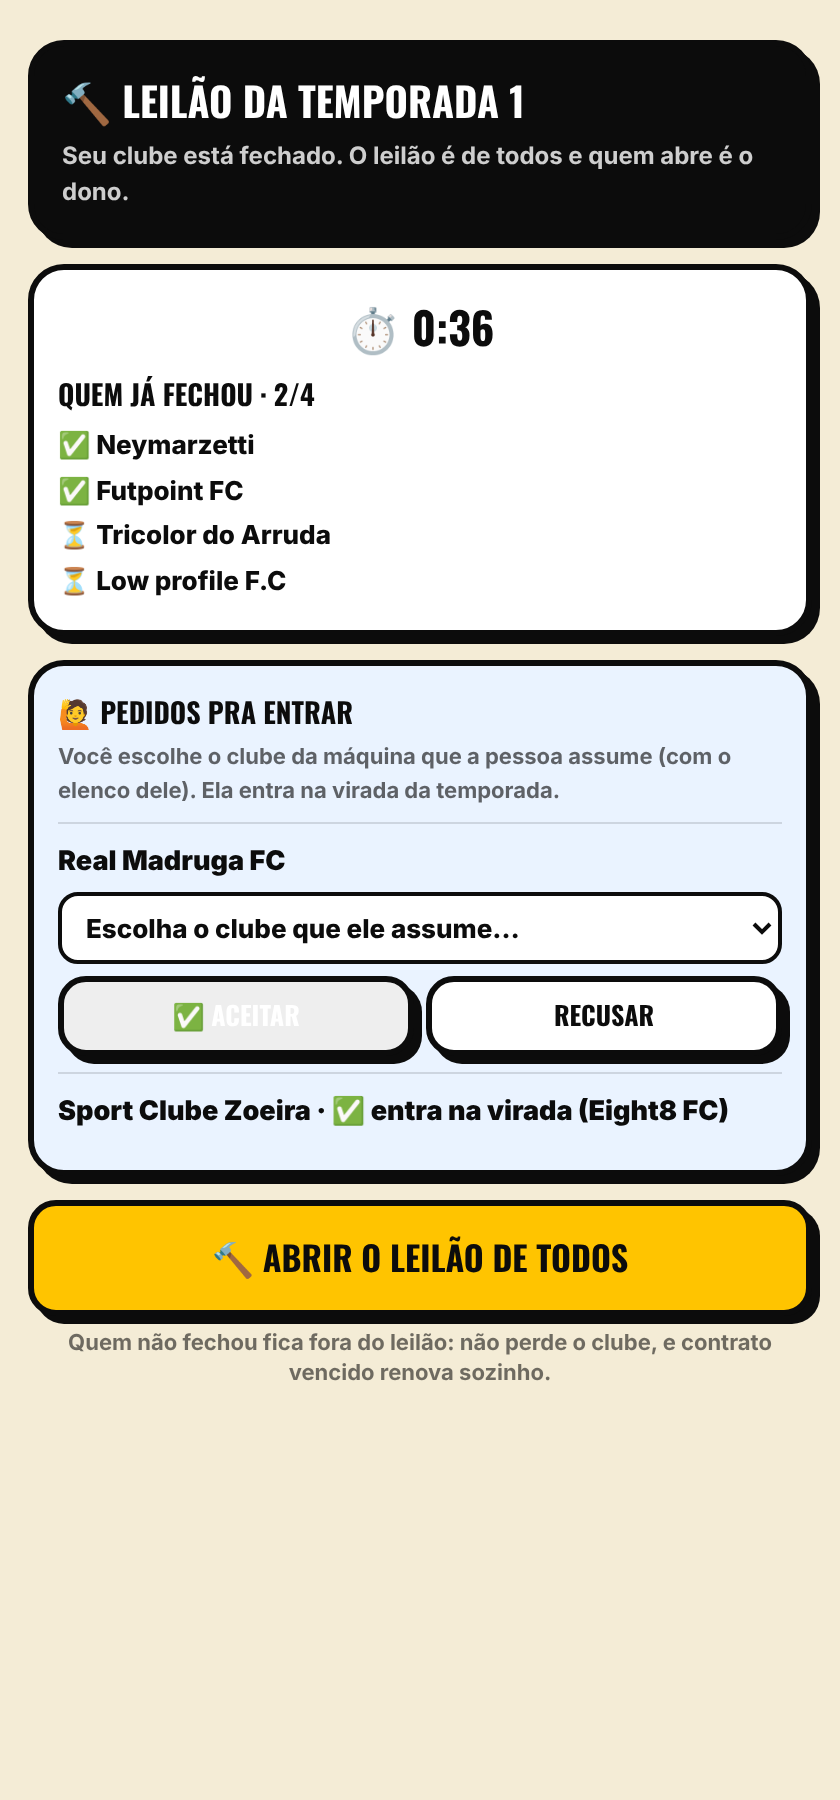 🔨 LEILÃO DA TEMPORADA 1
Seu clube está fechado. O leilão é de todos e quem abre é o
dono.
⏱️ 0:36
QUEM JÁ FECHOU · 2/4
✅ Neymarzetti
✅ Futpoint FC
⏳ Tricolor do Arruda
⏳ Low profile F.C
🙋 PEDIDOS PRA ENTRAR
Você escolhe o clube da máquina que a pessoa assume (com o
elenco dele). Ela entra na virada da temporada.
Real Madruga FC
Escolha o clube que ele assume...
✅ ACEITAR
RECUSAR
Sport Clube Zoeira · ✅ entra na virada (Eight8 FC)
🔨 ABRIR O LEILÃO DE TODOS
Quem não fechou fica fora do leilão: não perde o clube, e contrato
vencido renova sozinho.